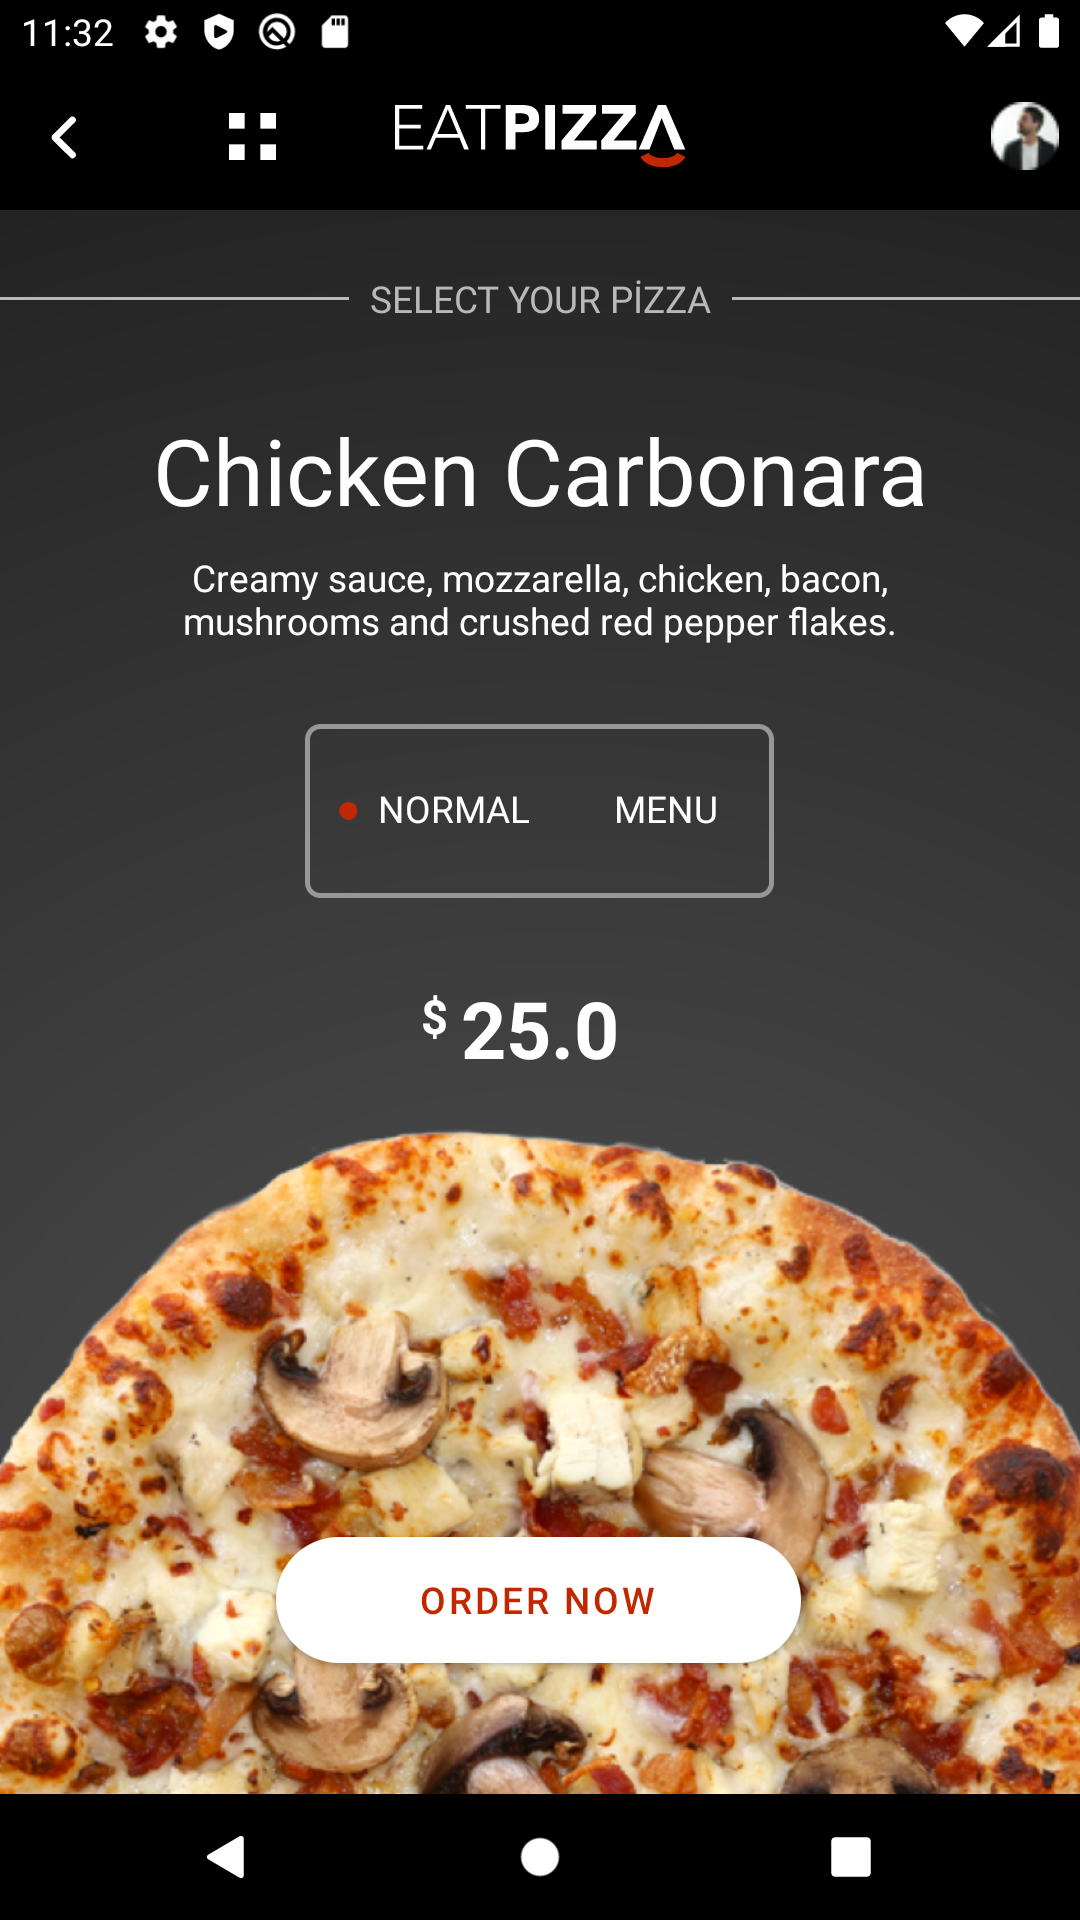 11:32
EATPIZZA
SELECT YOUR PİZZA
Chicken Carbonara
Creamy sauce, mozzarella, chicken, bacon,
mushrooms and crushed red pepper flakes.
NORMAL MENU
$ 25.0
ORDER NOW